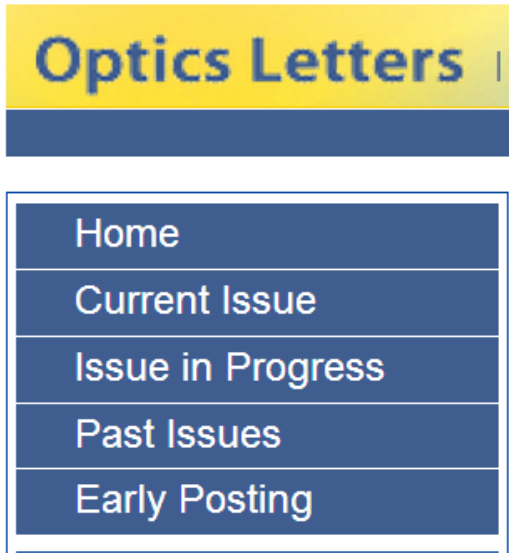 Optics Letters
Home
Current Issue
Issue in Progress
Past Issues
Early Posting